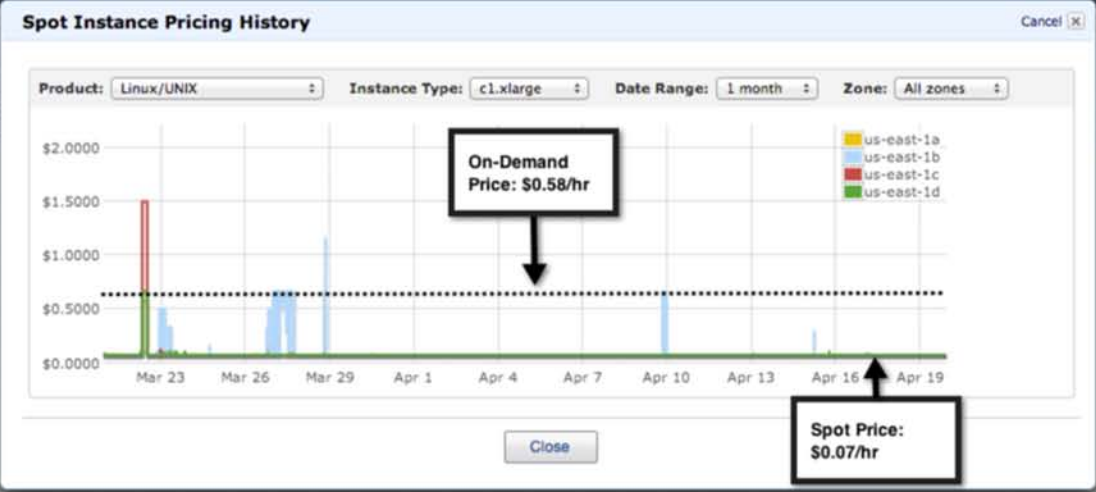 Spot Instance Pricing History
Cancel
Product: Linux/UNIX Instance Type: c1.xlarge Date Range: 1 month Zone: All zones
$2.0000
$1.5000
$1.0000
$0.5000
$0.0000
On-Demand
Price: $0.58/hr
us-east-1a
us-east-1b
us-east-1c
us-east-1d
Mar 23 Mar 26 Mar 29 Apr 1 Apr 4 Apr 7 Apr 10 Apr 13 Apr 16 Apr 19
Spot Price:
$0.07/hr
Close